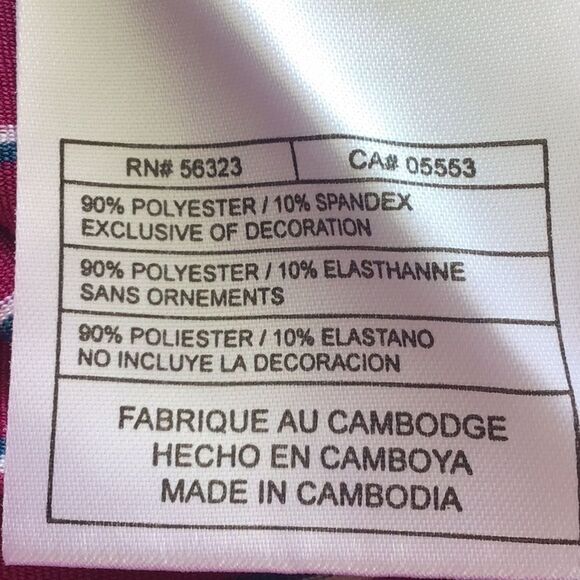 RN# 56323 CA# 05553
90% POLYESTER / 10% SPANDEX
EXCLUSIVE OF DECORATION
90% POLYESTER / 10% ELASTHANNE
SANS ORNEMENTS
90% POLIESTER / 10% ELASTANO
NO INCLUYE LA DECORACION
FABRIQUE AU CAMBODGE
HECHO EN CAMBOYA
MADE IN CAMBODIA